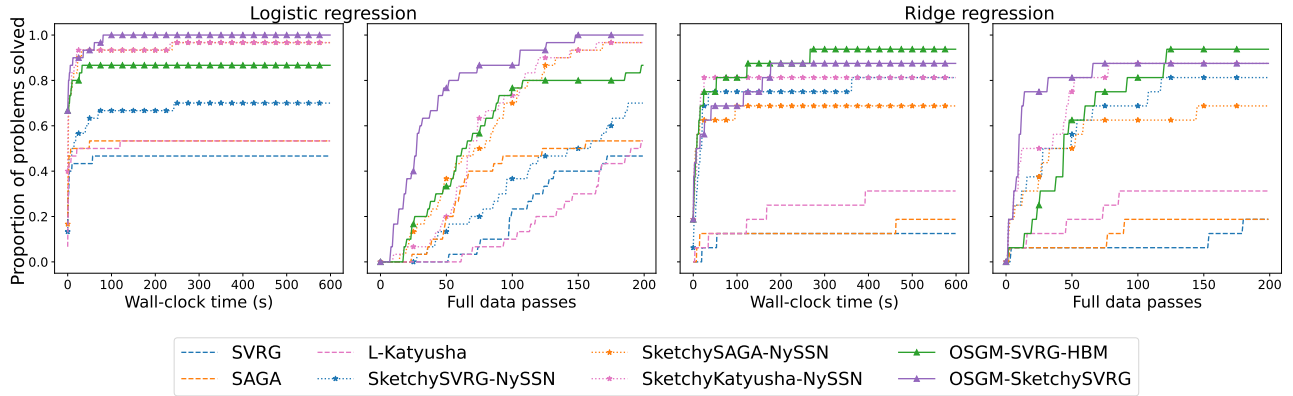 Logistic regression
Ridge regression
Proportion of problems solved
1.0
0.8
0.6
0.4
0.2
0.0
0 100 200 300 400 500 600
Wall-clock time (s)
0 50 100 150 200
Full data passes
0 100 200 300 400 500 600
Wall-clock time (s)
0 50 100 150 200
Full data passes
SVRG
SAGA
L-Katyusha
SketchySVRG-NySSN
SketchySAGA-NySSN
SketchyKatyusha-NySSN
OSGM-SVRG-HBM
OSGM-SketchySVRG